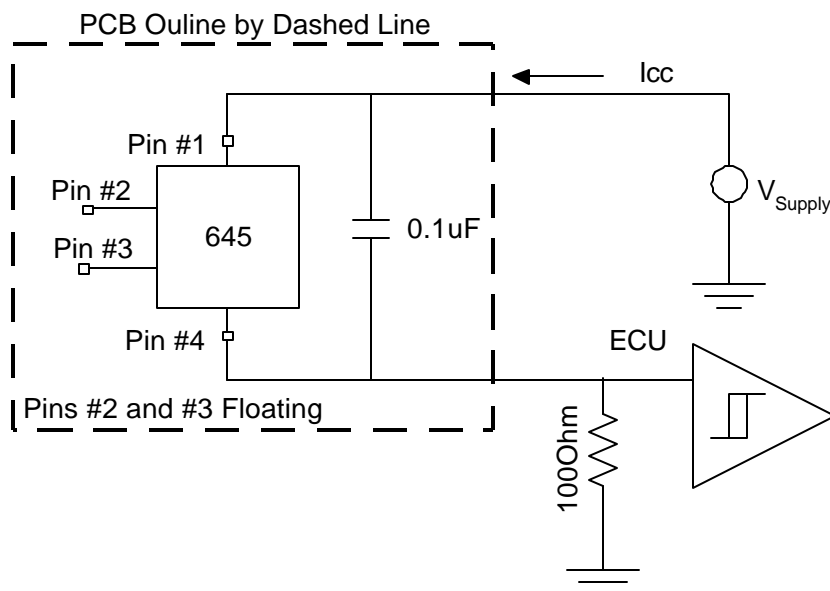 PCB Ouline by Dashed Line
Icc
Pin #1
Pin #2
VSupply
645
0.1uF
Pin #3
Pin #4
ECU
Pins #2 and #3 Floating
100Ohm